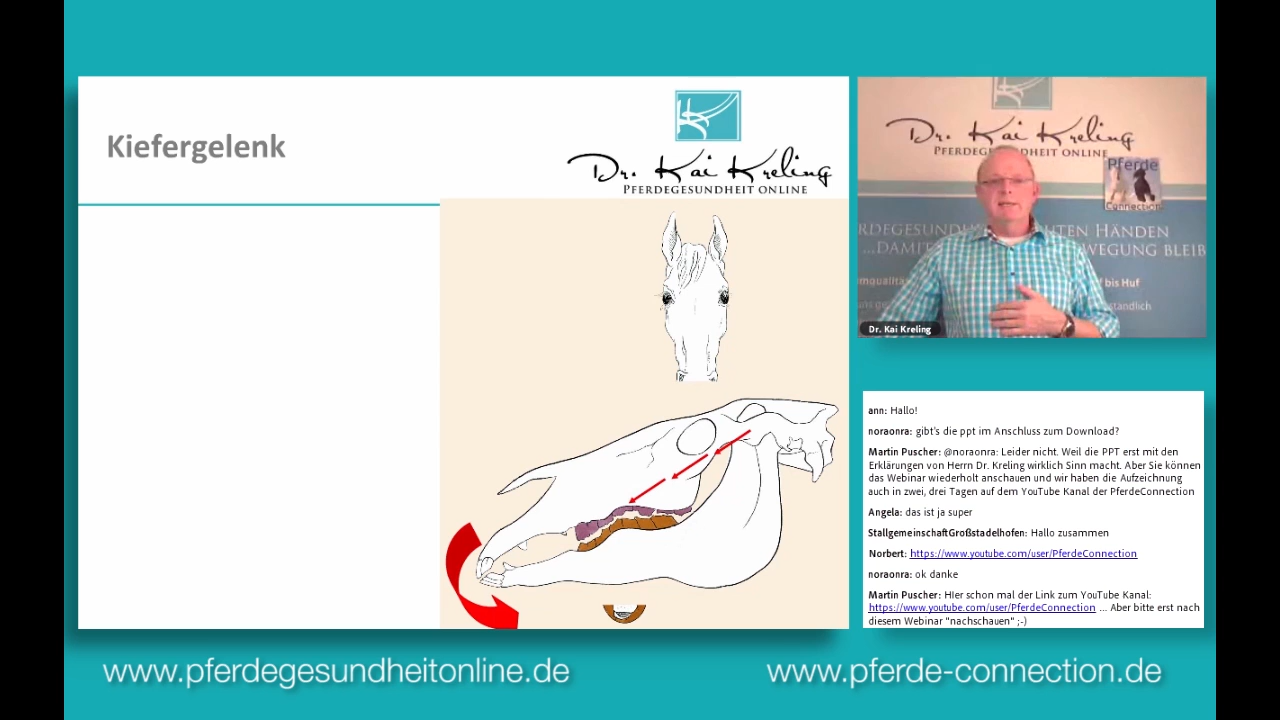 Kiefergelenk
Dr. Kai Kreling
PFERDEGESUNDHEIT ONLINE
Dr. Kai Kreling
PFERDEGESUNDHEIT ONLINE
Pferde
Connection
HÄNDEN
...DAMIT
bis Huf
Dr. Kai Kreling
ann: Hallo!
noraonra: gibt's die ppt im Anschluss zum Download?
Martin Puscher: @noraonra: Leider nicht. Weil die PPT erst mit den
Erklärungen von Herrn Dr. Kreling wirklich Sinn macht. Aber Sie können
das Webinar wiederholt anschauen und wir haben die Aufzeichnung
auch in zwei, drei Tagen auf dem YouTube Kanal der PferdeConnection
Angela: das ist ja super
StallgemeinschaftGroßstadelhofen: Hallo zusammen
Norbert: https://www.youtube.com/user/PferdeConnection
noraonra: ok danke
Martin Puscher: HIer schon mal der Link zum YouTube Kanal:
https://www.youtube.com/user/PferdeConnection ... Aber bitte erst nach
diesem Webinar "nachschauen" ;-)
www.pferdegesundheitonline.de
www.pferde-connection.de